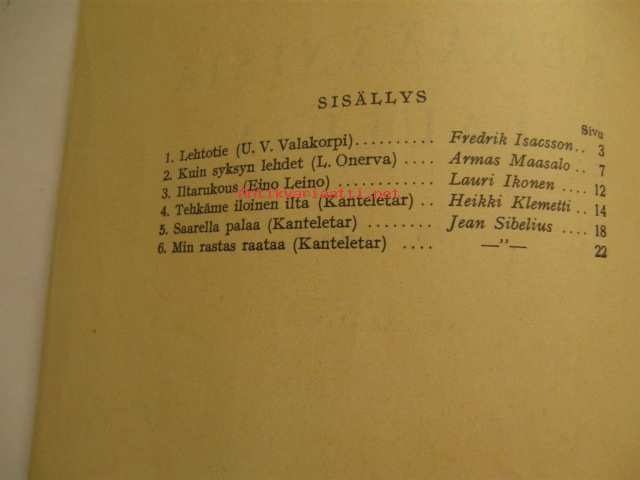 SISÄLLYS
Sivu
1. Lehtotie (U. V. Valakorpi).......... Fredrik Isacsson.. 3
2. Kuin syksyn lehdet (L. Onerva) .... Armas Maasalo .. 7
3. Iltarukous (Eino Leino) ........... Lauri Ikonen .... 12
4. Tehkäme iloinen ilta (Kanteletar) .. Heikki Klemetti .. 14
5. Saarella palaa (Kanteletar) ........ Jean Sibelius .... 18
6. Min rastas raataa (Kanteletar) .... —"— 22
antikvariaatti.net